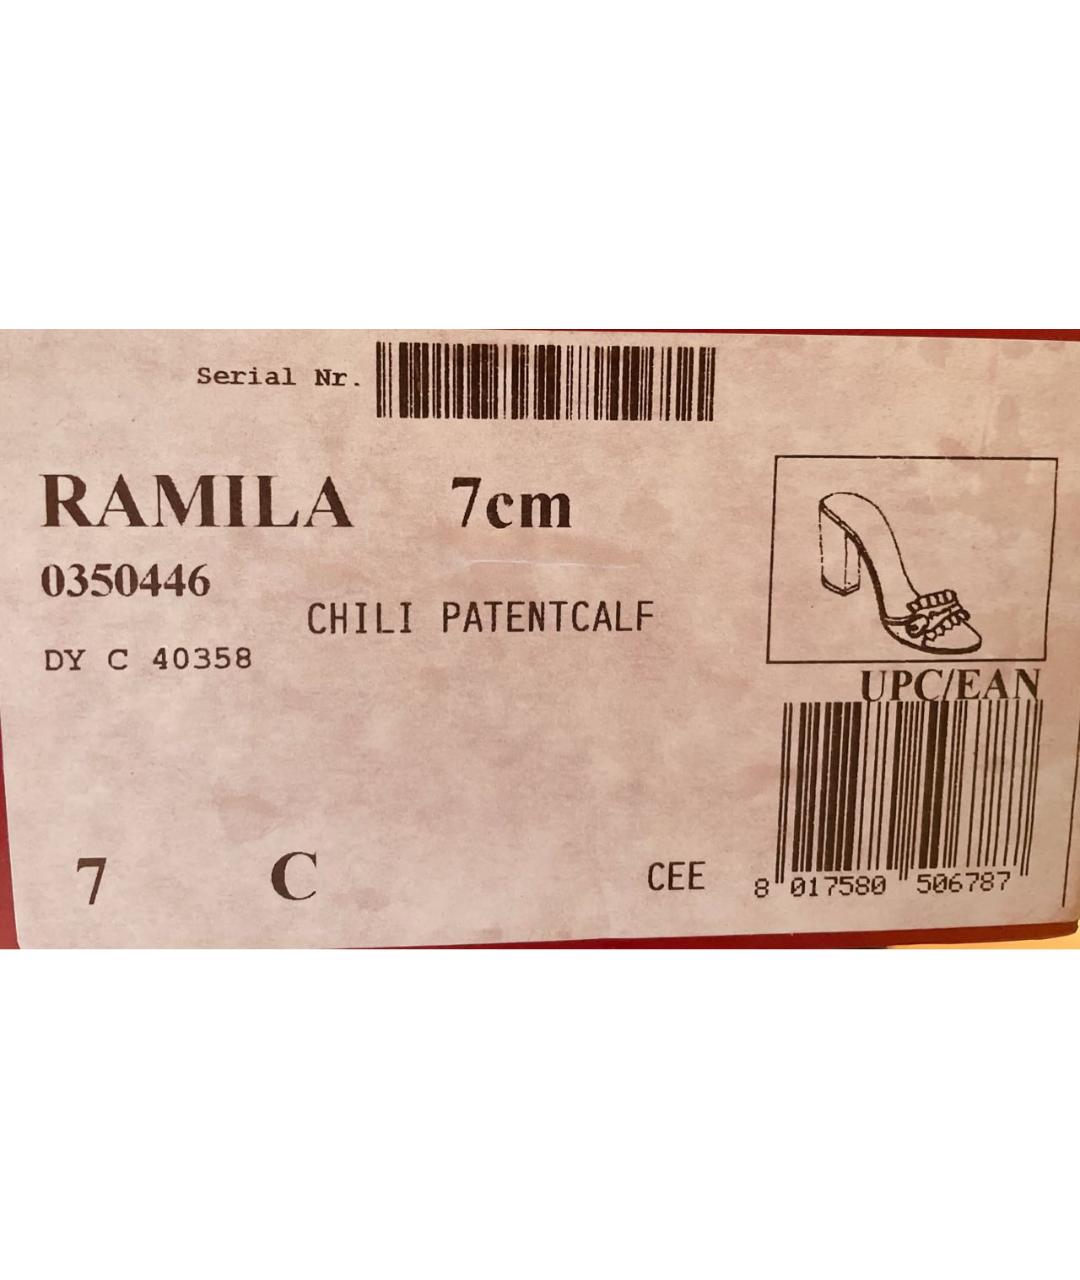 Serial Nr.
RAMILA 7cm
0350446
CHILI PATENTCALF
DY C 40358
UPC/EAN
7 C CEE
8 017580 506787